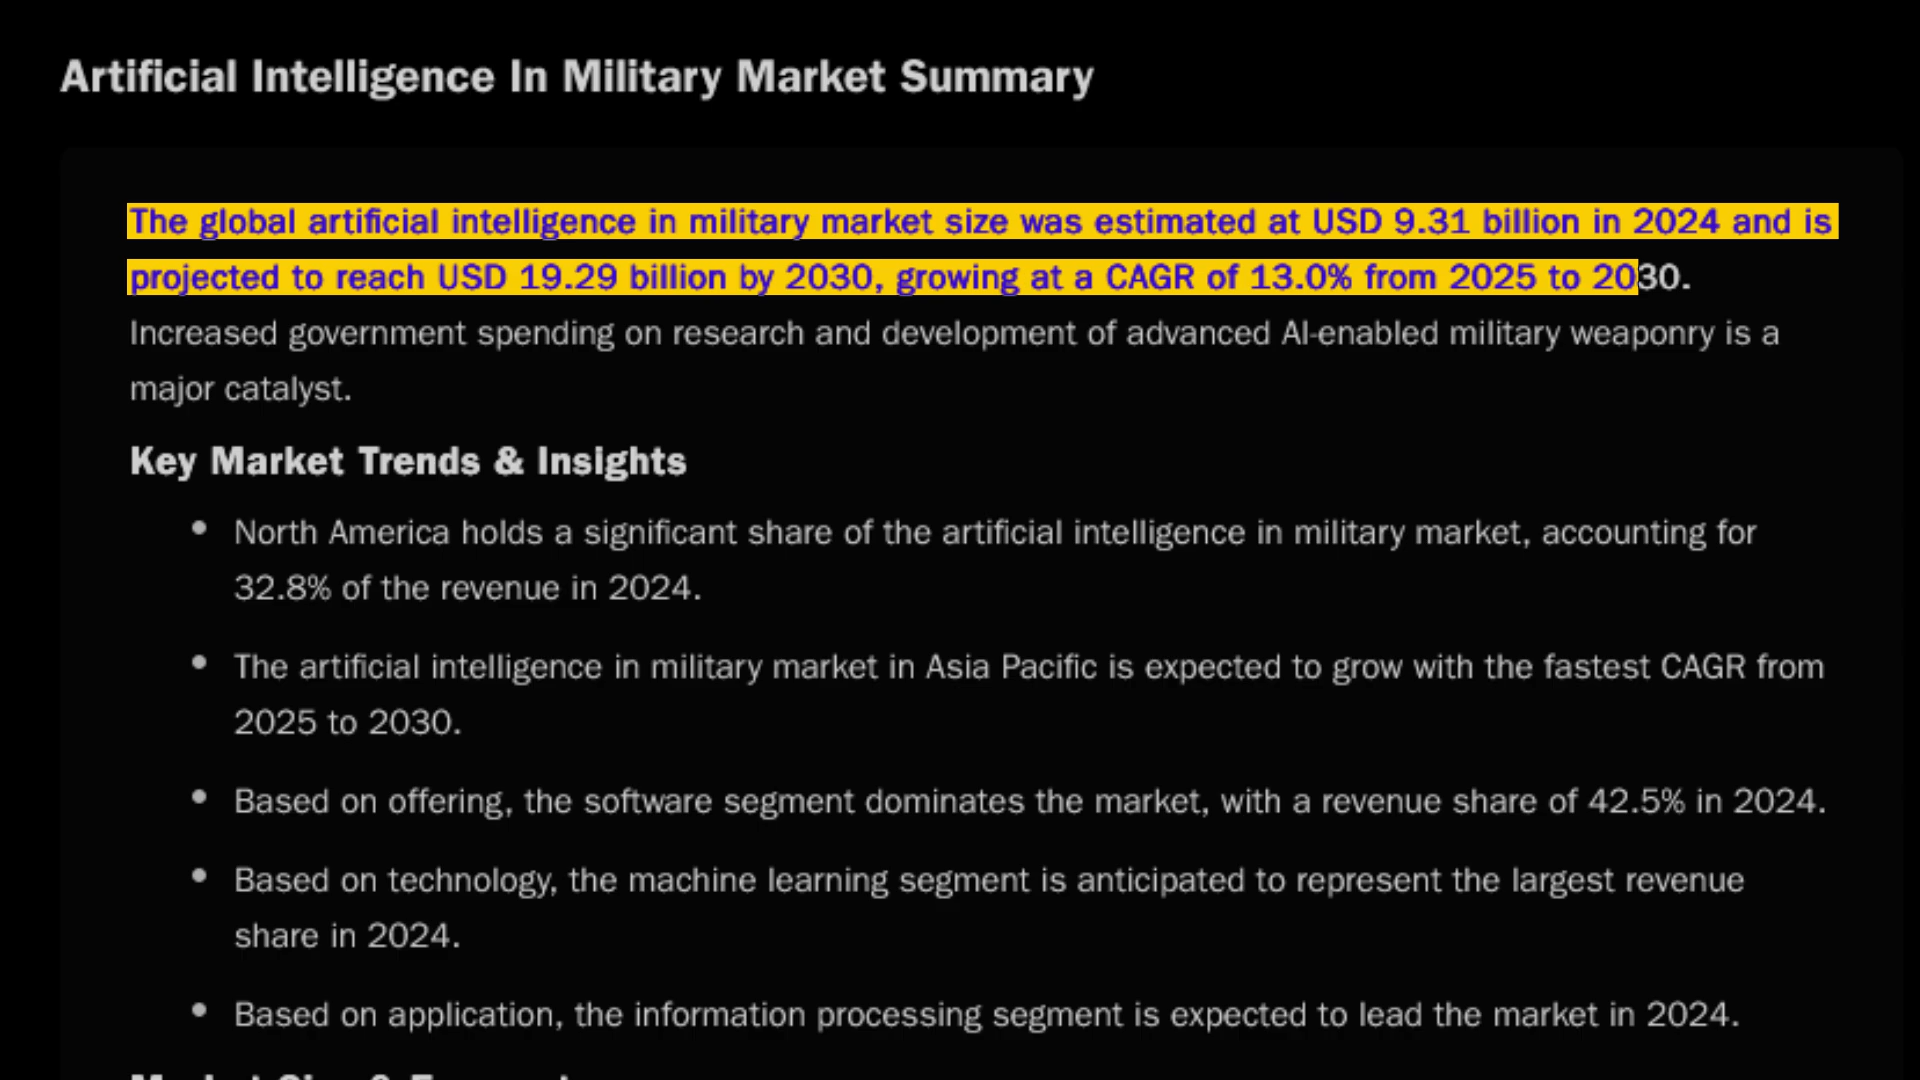 Artificial Intelligence In Military Market Summary
The global artificial intelligence in military market size was estimated at USD 9.31 billion in 2024 and is
projected to reach USD 19.29 billion by 2030, growing at a CAGR of 13.0% from 2025 to 2030.
Increased government spending on research and development of advanced AI-enabled military weaponry is a
major catalyst.
Key Market Trends & Insights
• North America holds a significant share of the artificial intelligence in military market, accounting for
32.8% of the revenue in 2024.
• The artificial intelligence in military market in Asia Pacific is expected to grow with the fastest CAGR from
2025 to 2030.
• Based on offering, the software segment dominates the market, with a revenue share of 42.5% in 2024.
• Based on technology, the machine learning segment is anticipated to represent the largest revenue
share in 2024.
• Based on application, the information processing segment is expected to lead the market in 2024.